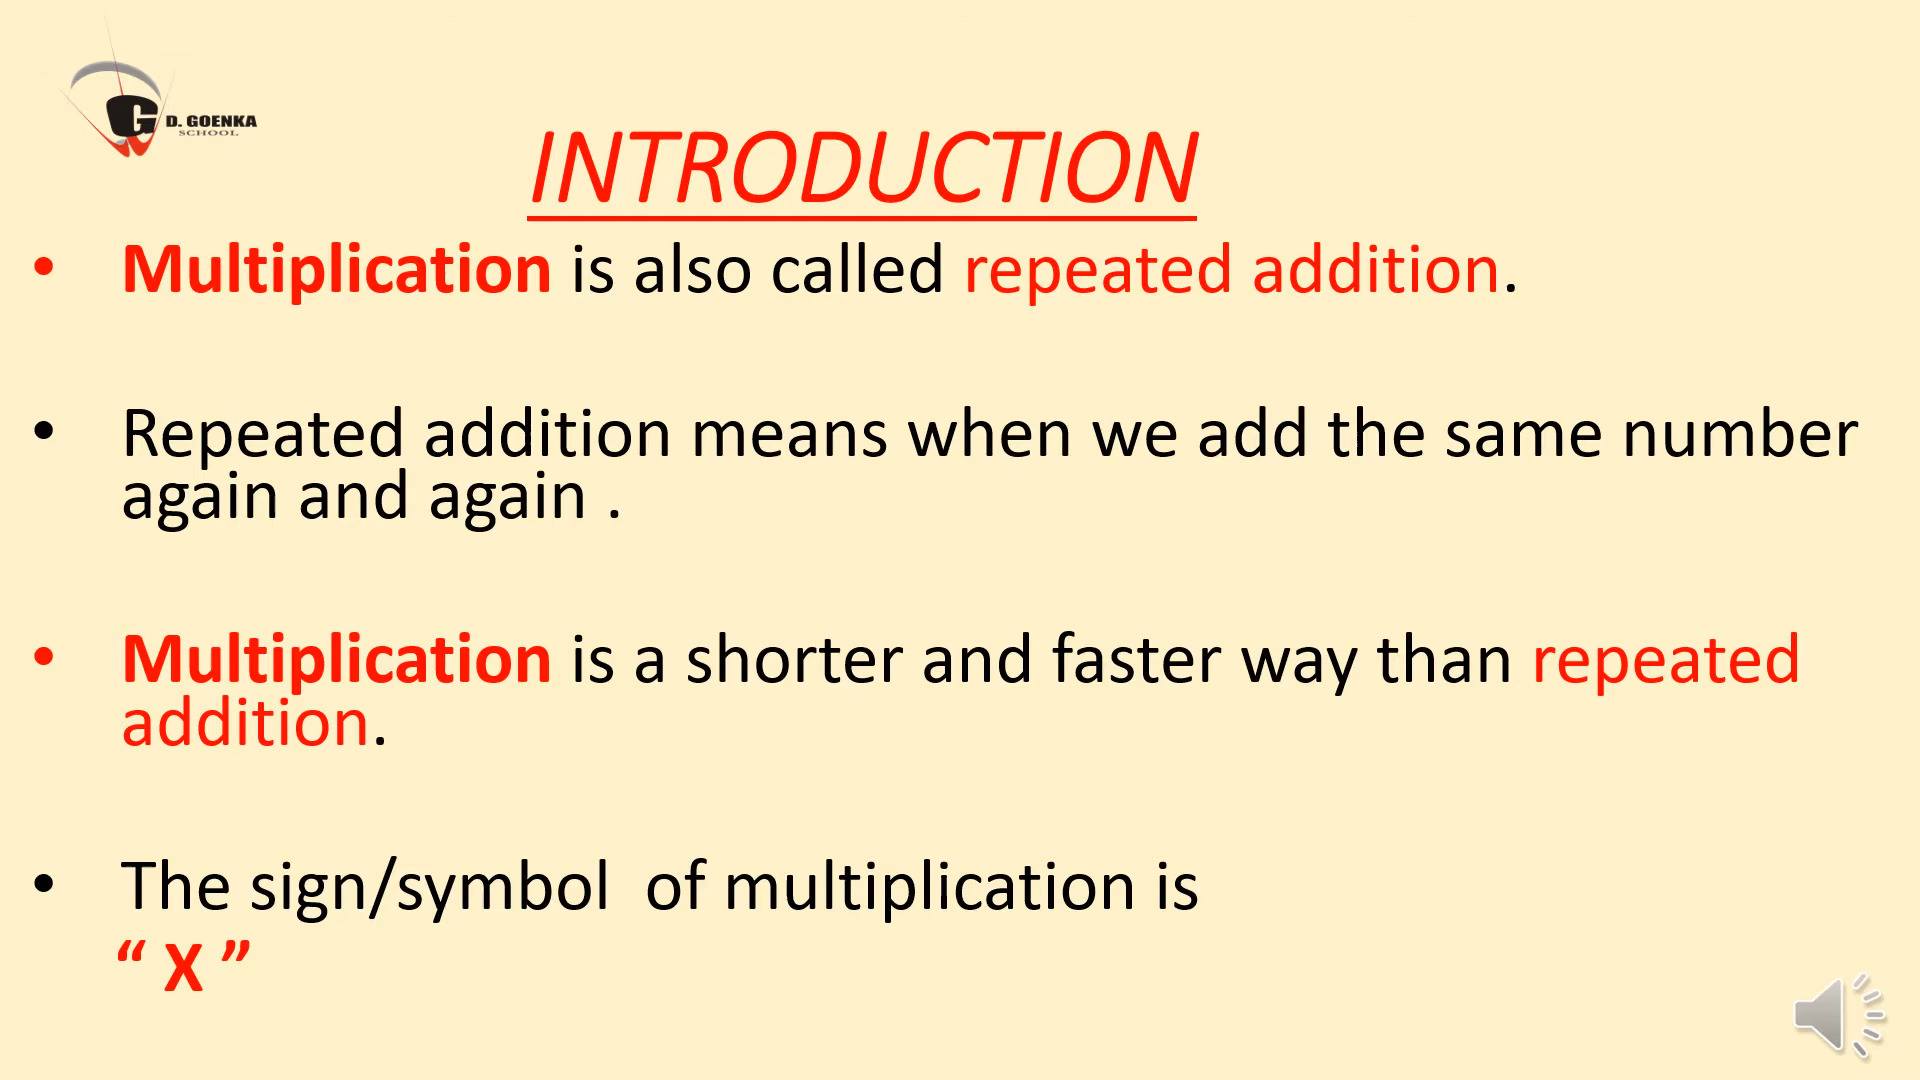 G D. GOENKA
SCHOOL
INTRODUCTION
• Multiplication is also called repeated addition.
• Repeated addition means when we add the same number
again and again .
• Multiplication is a shorter and faster way than repeated
addition.
• The sign/symbol  of multiplication is
“ X ”